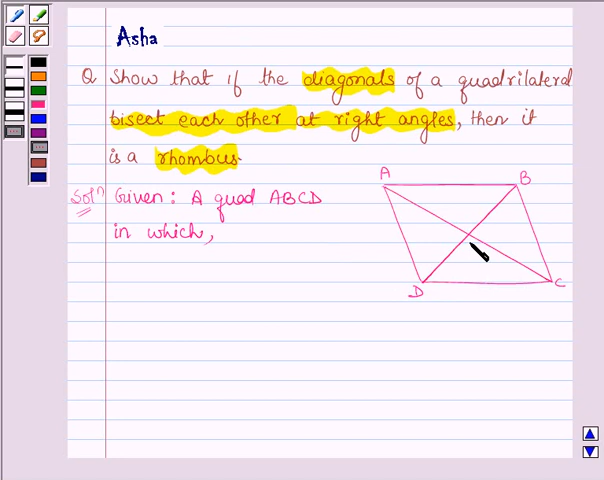 Asha
Q Show that if the diagonals of a quadrilateral
bisect each other at right angles, then it
is a rhombus.
Solⁿ Given: A quad ABCD
in which,
A
B
D
C